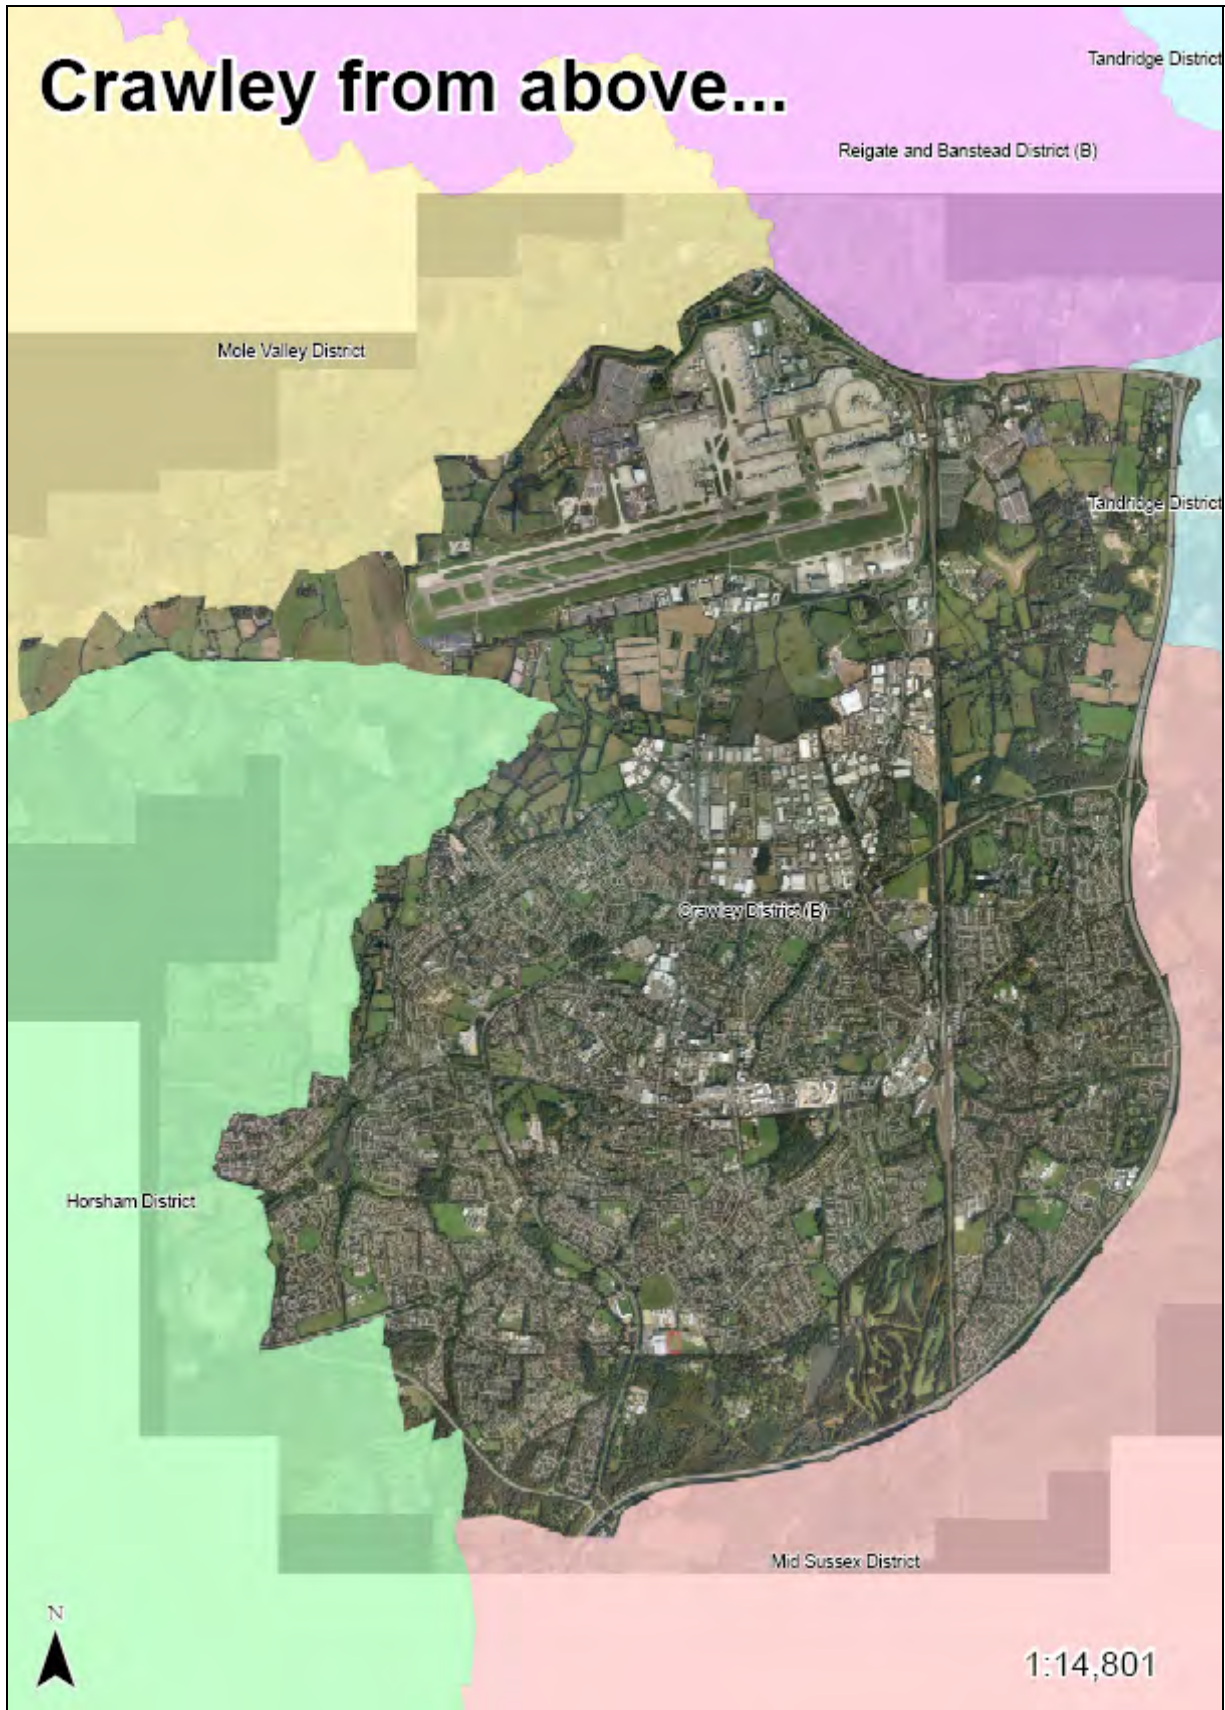 Tandridge District
Crawley from above...
Reigate and Banstead District (B)
Mole Valley District
Tandridge District
Crawley District (B)
Horsham District
Mid Sussex District
N
1:14,801